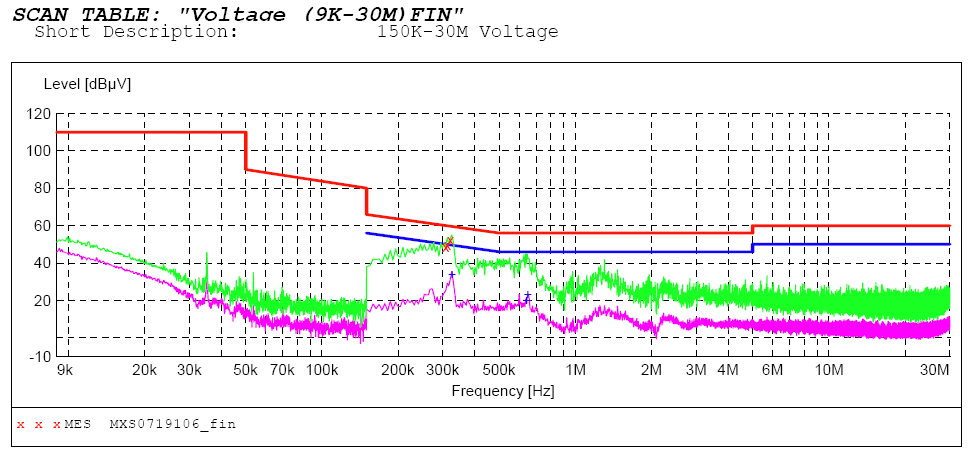 SCAN TABLE: "Voltage (9K-30M)FIN"
Short Description: 150K-30M Voltage
Level [dBµV]
120
100
80
60
40
20
-10
9k 20k 30k 50k 70k 100k 200k 300k 500k 1M 2M 3M 4M 6M 10M 30M
Frequency [Hz]
x x x MES MXS0719106_fin